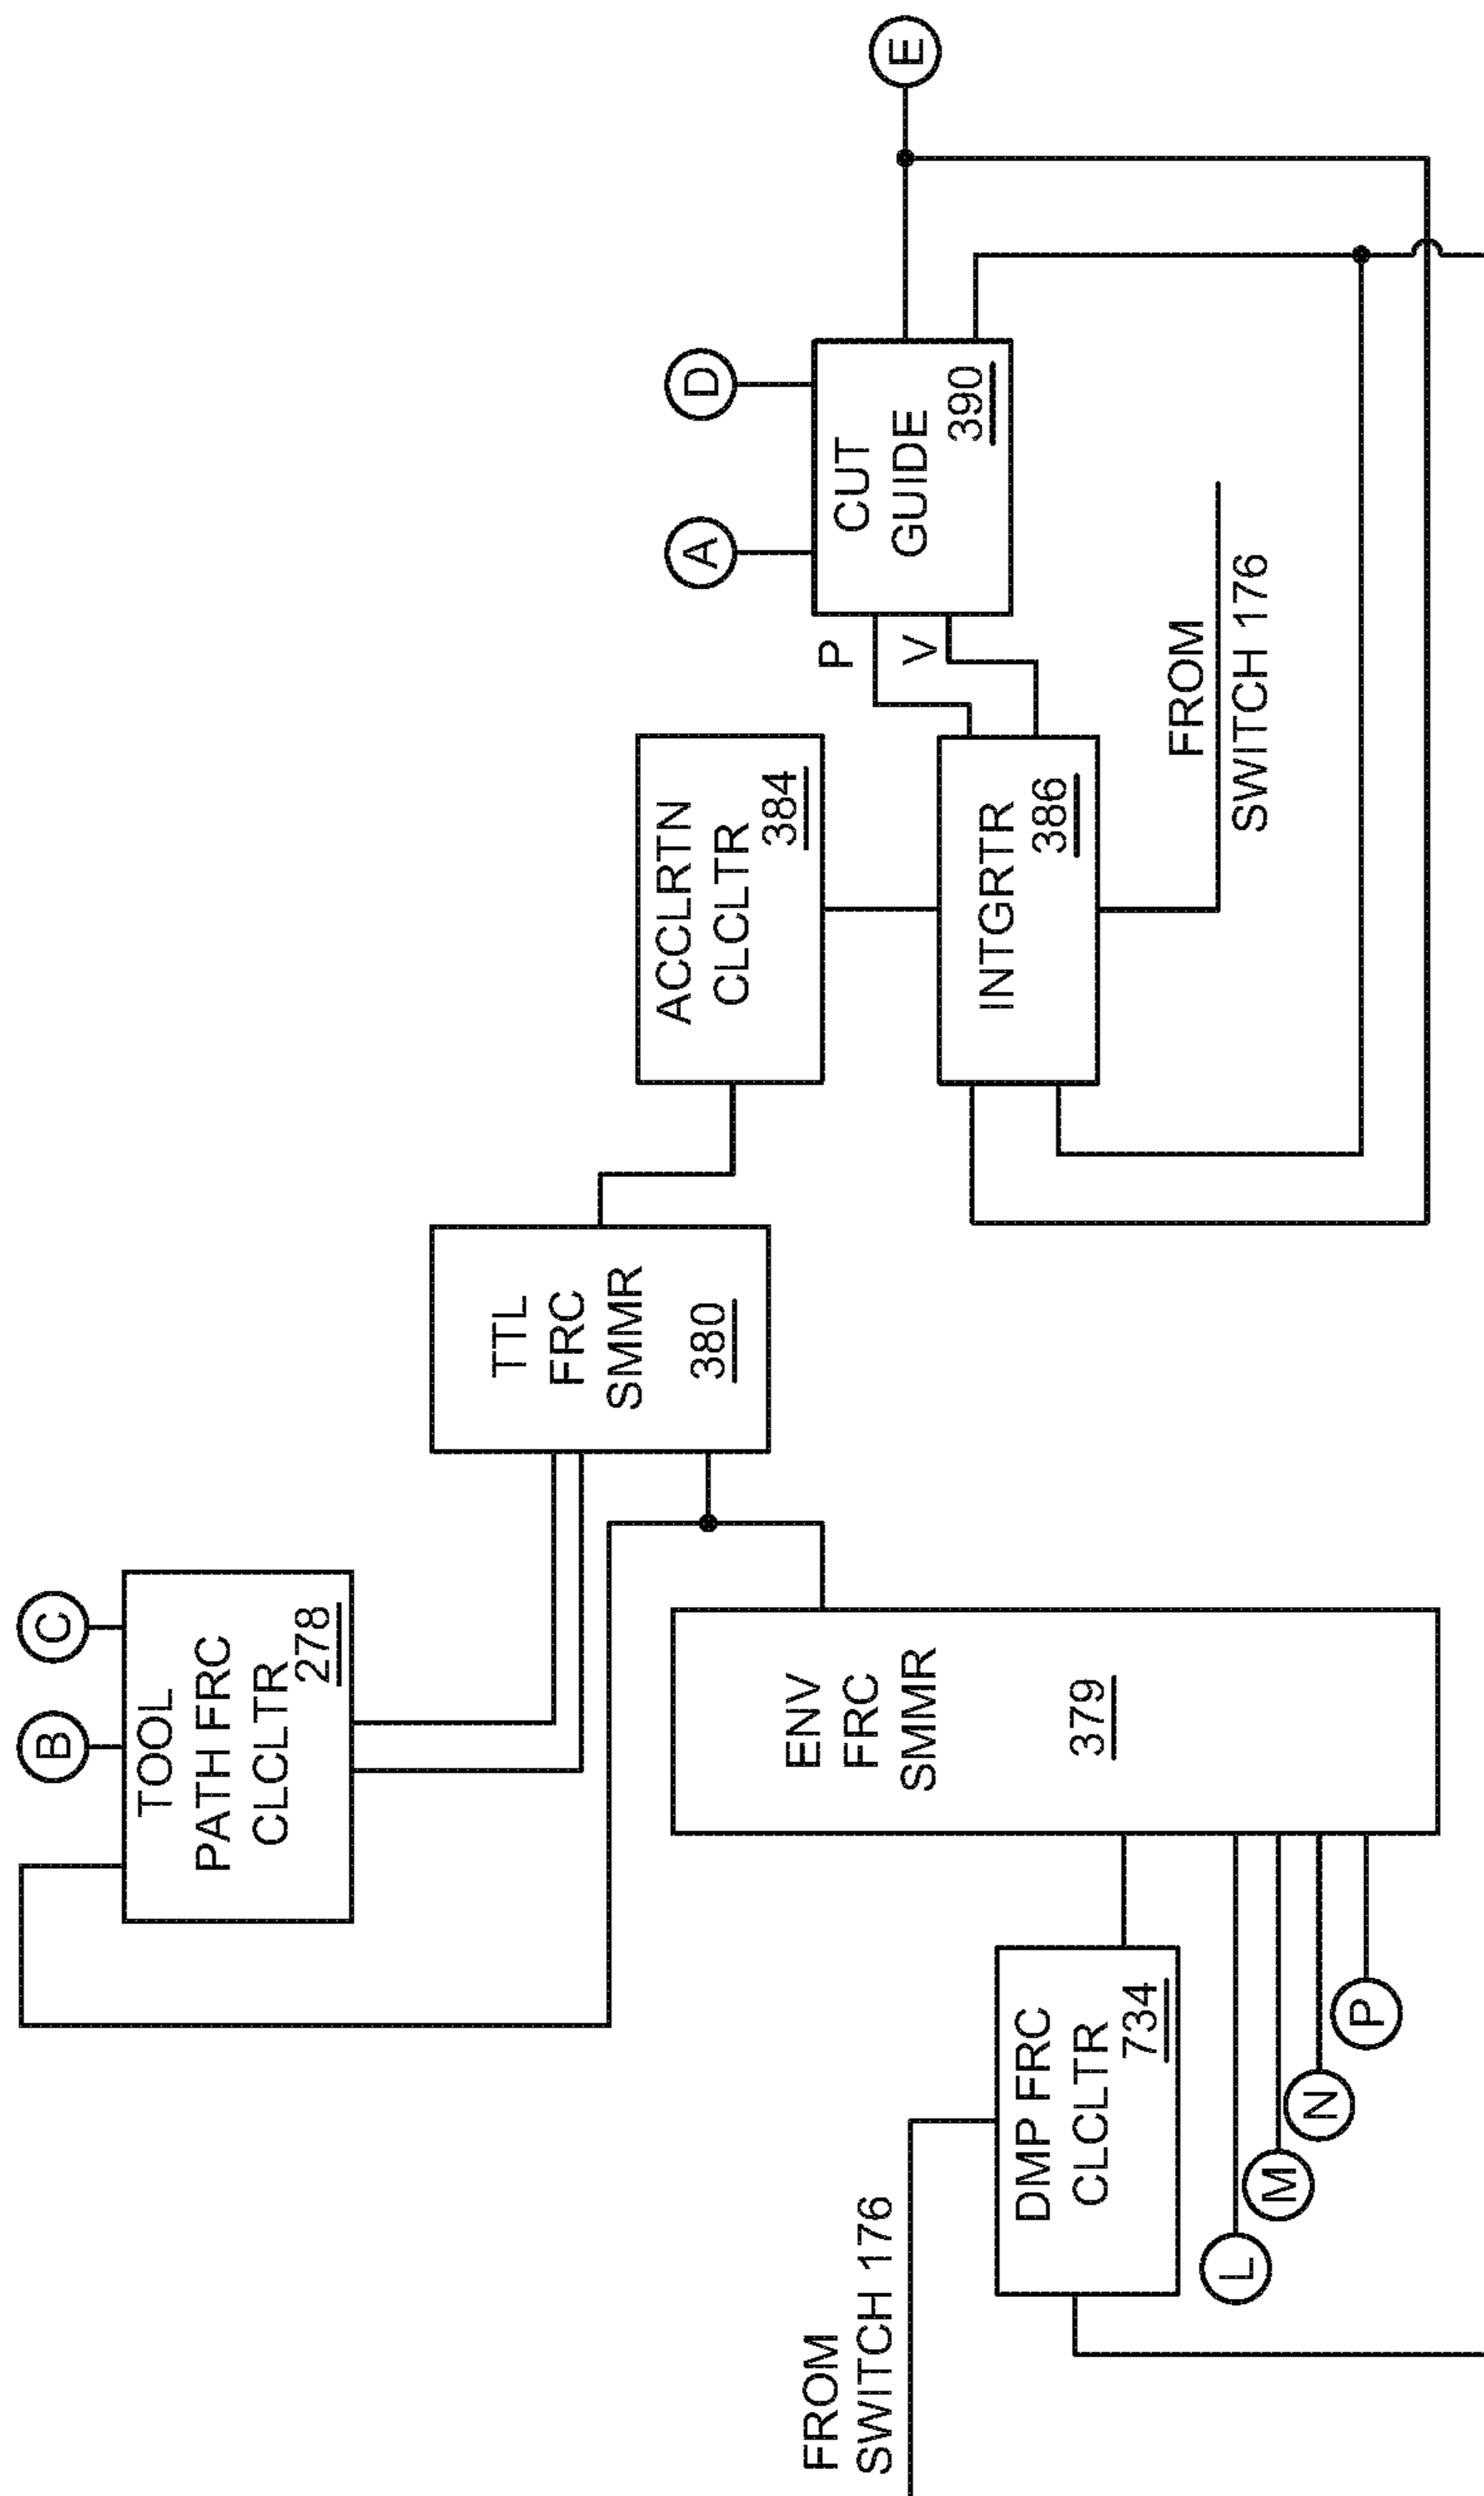 B
C
TOOL
PATH FRC
CLCLTR
278
TTL
FRC
SMMR
380
ACCLRTN
CLCLTR
384
A
D
E
CUT
GUIDE
390
P
V
INTGRTR
386
FROM
SWITCH 176
ENV
FRC
SMMR
379
FROM
SWITCH 176
DMP FRC
CLCLTR
734
L
M
N
P